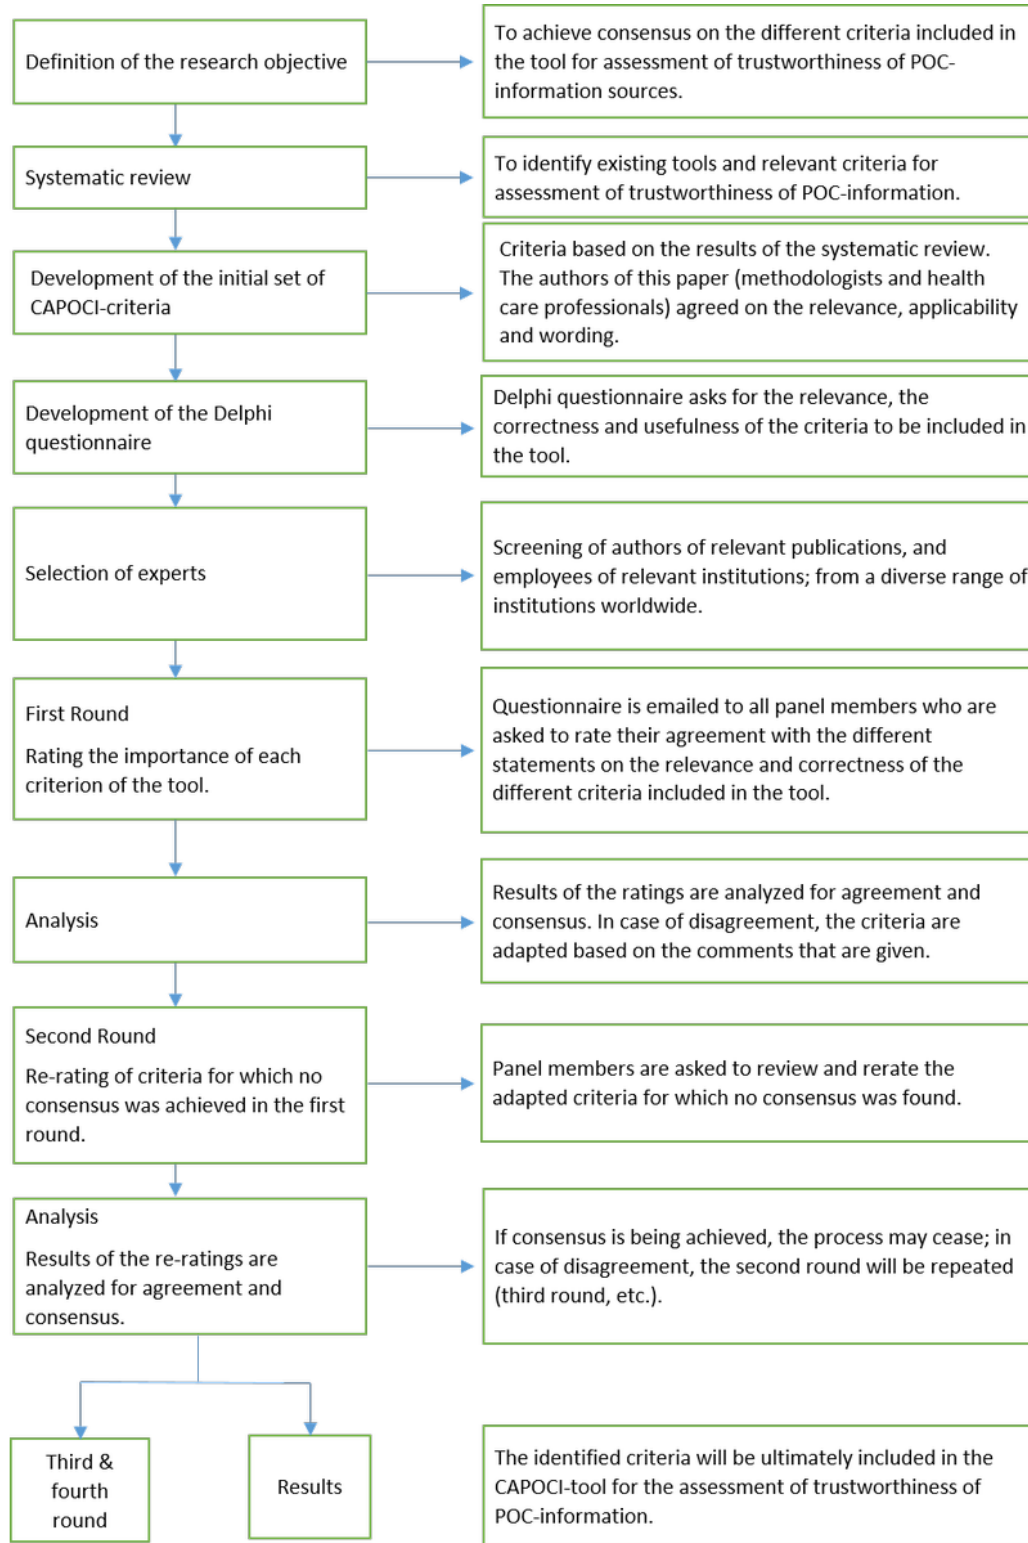 Definition of the research objective
To achieve consensus on the different criteria included in
the tool for assessment of trustworthiness of POC-
information sources.
Systematic review
To identify existing tools and relevant criteria for
assessment of trustworthiness of POC-information.
Development of the initial set of
CAPOCI-criteria
Criteria based on the results of the systematic review.
The authors of this paper (methodologists and health
care professionals) agreed on the relevance, applicability
and wording.
Development of the Delphi
questionnaire
Delphi questionnaire asks for the relevance, the
correctness and usefulness of the criteria to be included in
the tool.
Selection of experts
Screening of authors of relevant publications, and
employees of relevant institutions; from a diverse range of
institutions worldwide.
First Round
Rating the importance of each
criterion of the tool.
Questionnaire is emailed to all panel members who are
asked to rate their agreement with the different
statements on the relevance and correctness of the
different criteria included in the tool.
Analysis
Results of the ratings are analyzed for agreement and
consensus. In case of disagreement, the criteria are
adapted based on the comments that are given.
Second Round
Re-rating of criteria for which no
consensus was achieved in the first
round.
Panel members are asked to review and rerate the
adapted criteria for which no consensus was found.
Analysis
Results of the re-ratings are
analyzed for agreement and
consensus.
If consensus is being achieved, the process may cease; in
case of disagreement, the second round will be repeated
(third round, etc.).
Third &
fourth
round
Results
The identified criteria will be ultimately included in the
CAPOCI-tool for the assessment of trustworthiness of
POC-information.